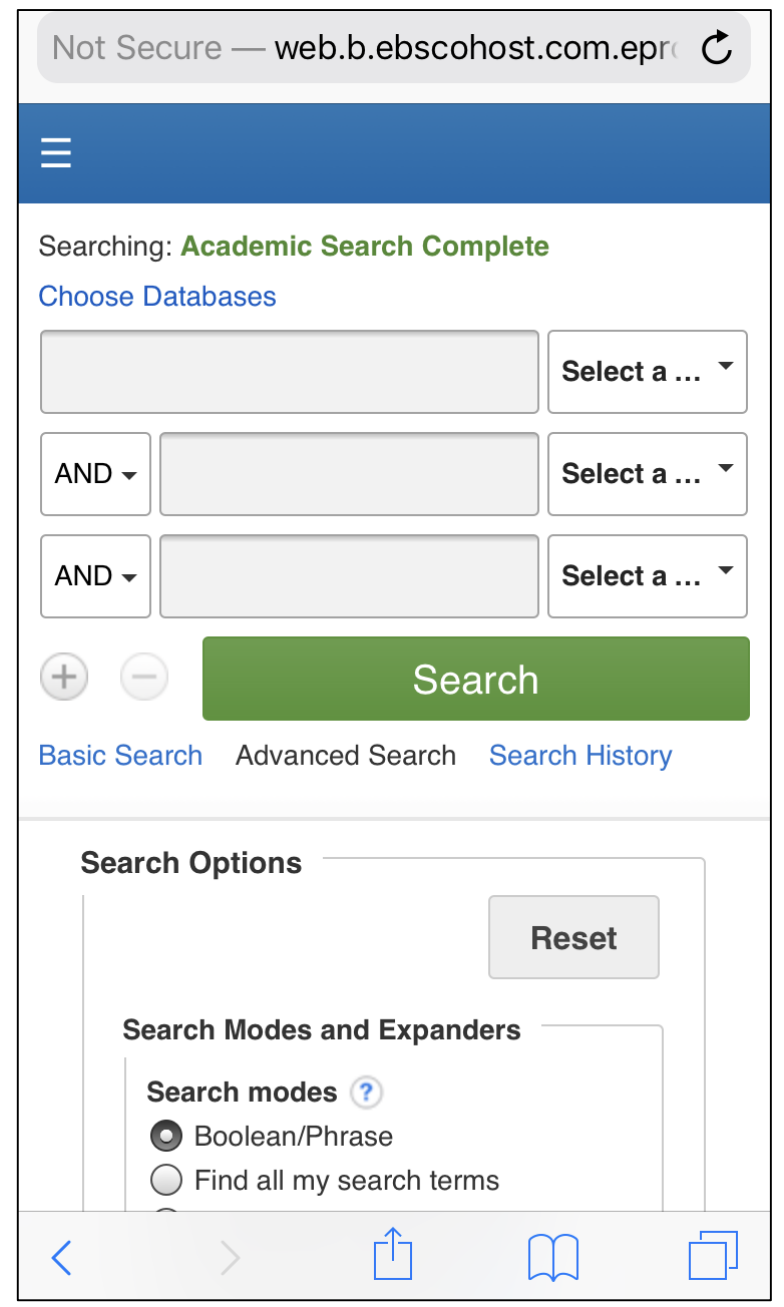 Not Secure — web.b.ebscohost.com.epro
Searching: Academic Search Complete
Choose Databases
Select a ...
AND Select a ...
AND Select a ...
Search
Basic Search Advanced Search Search History
Search Options
Reset
Search Modes and Expanders
Search modes ?
Boolean/Phrase
Find all my search terms